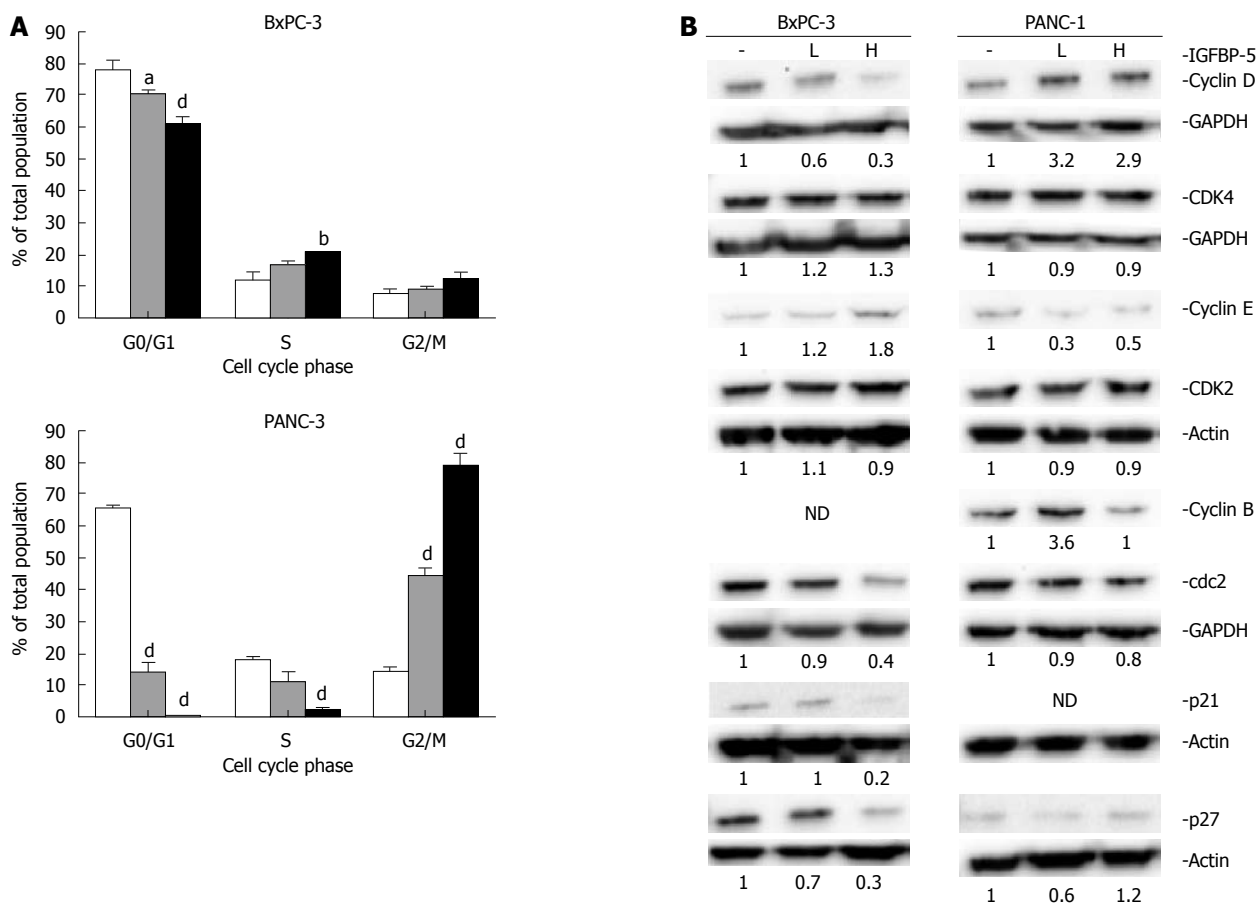 A
BxPC-3
% of total population
90
80
70
60
50
40
30
20
10
0
a
d
b
G0/G1 S G2/M
Cell cycle phase
PANC-3
% of total population
90
80
70
60
50
40
30
20
10
0
d
d
d
d
d
G0/G1 S G2/M
Cell cycle phase
B
BxPC-3 PANC-1
- L H - L H -IGFBP-5
-Cyclin D
-GAPDH
1 0.6 0.3 1 3.2 2.9
-CDK4
-GAPDH
1 1.2 1.3 1 0.9 0.9
-Cyclin E
1 1.2 1.8 1 0.3 0.5
-CDK2
-Actin
1 1.1 0.9 1 0.9 0.9
ND -Cyclin B
1 3.6 1
-cdc2
-GAPDH
1 0.9 0.4 1 0.9 0.8
ND -p21
-Actin
1 1 0.2
-p27
-Actin
1 0.7 0.3 1 0.6 1.2